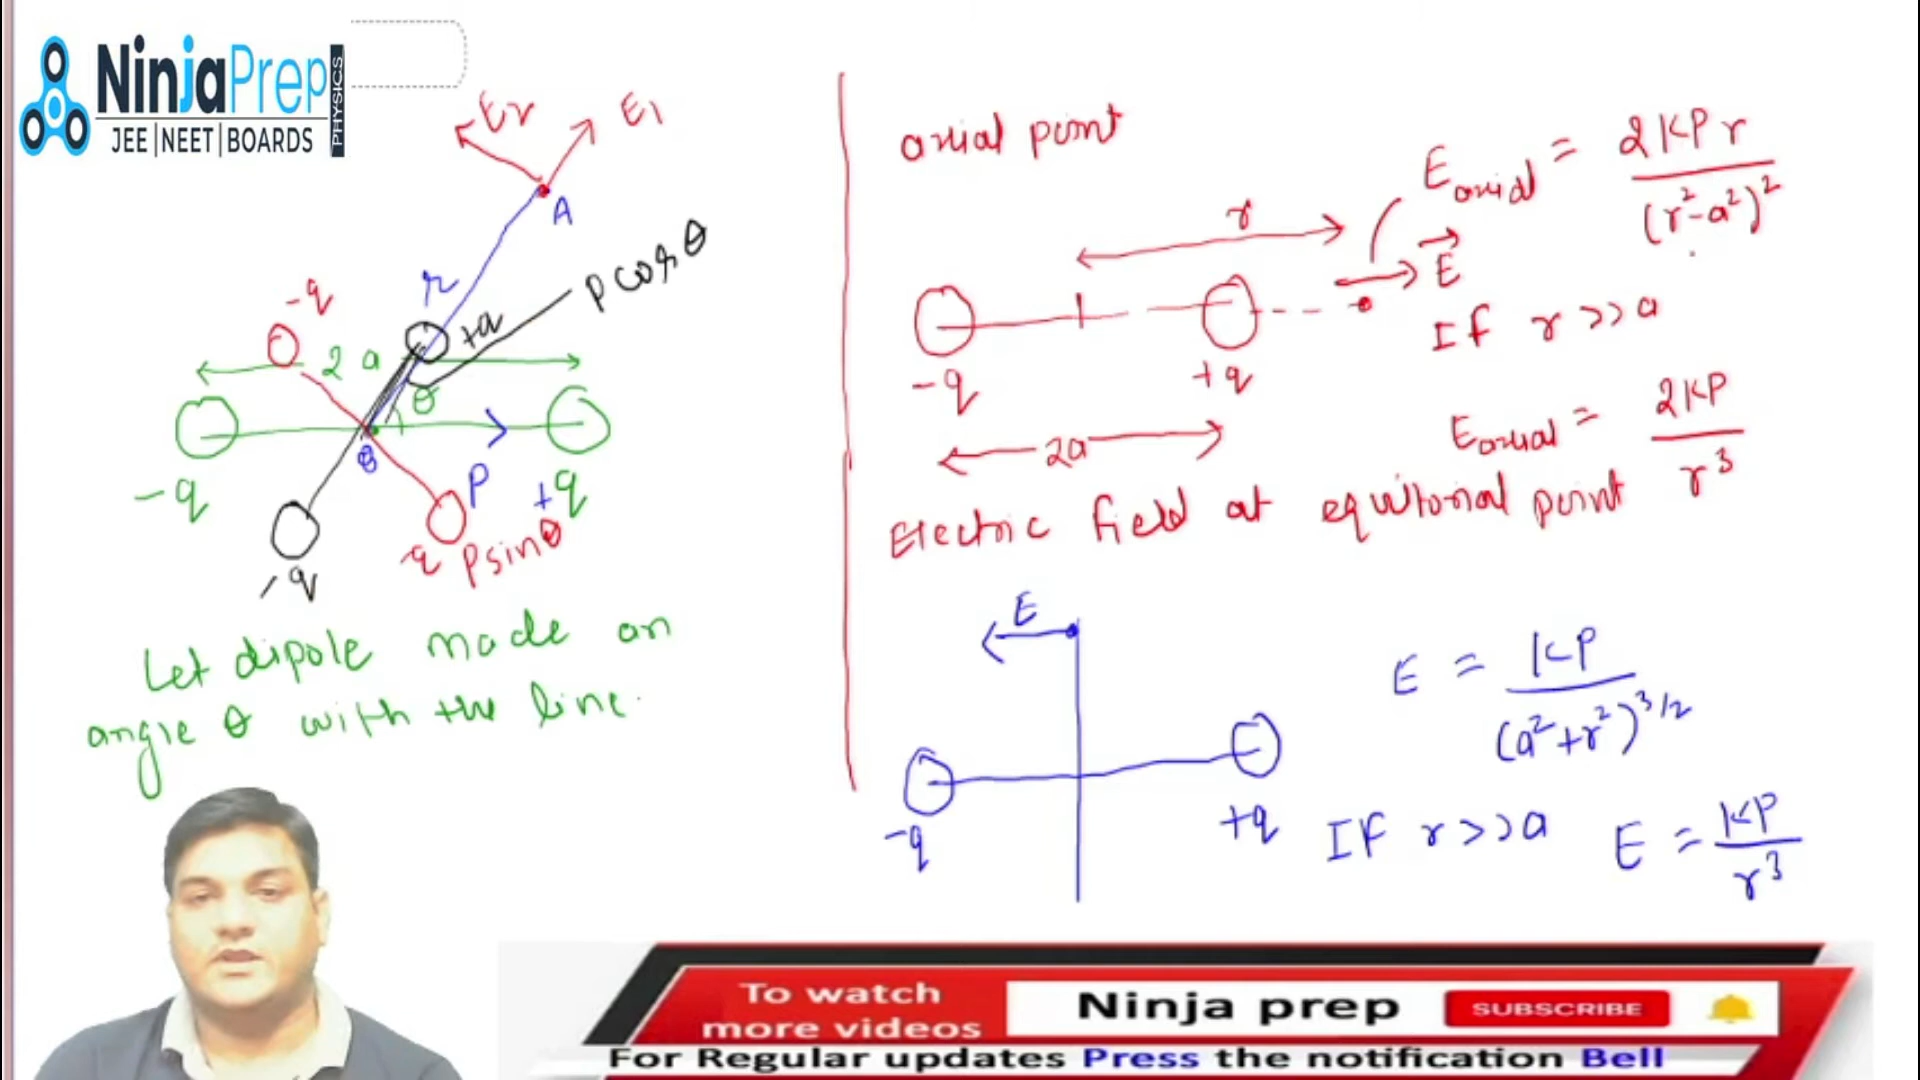 NinjaPrep
PHYSICS
JEE|NEET|BOARDS
Er
E1
A
r
P cos θ
-q
+q
2a
θ
B
P
-q
+q
-q
-q
P sin θ
Let dipole made an
angle θ with the line.
axial point
E axial = 2KPr / (r²-a²)²
r
E
If r >> a
-q
+q
2a
E axial = 2KP / r³
Electric field at equitorial point
E
E = KP / (a²+r²)^3/2
-q
+q
If r >> a E = KP / r³
To watch
more videos
Ninja prep
SUBSCRIBE
For Regular updates Press the notification Bell